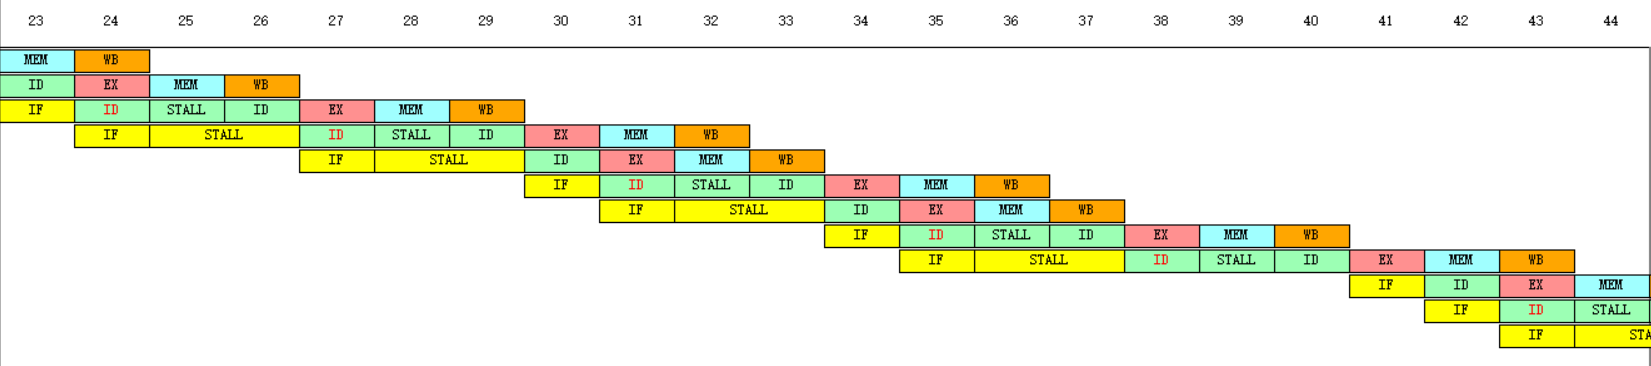 23 24 25 26 27 28 29 30 31 32 33 34 35 36 37 38 39 40 41 42 43 44
MEM WB
ID EX MEM WB
IF ID STALL ID EX MEM WB
IF STALL ID STALL ID EX MEM WB
IF STALL ID EX MEM WB
IF ID STALL ID EX MEM WB
IF STALL ID EX MEM WB
IF ID STALL ID EX MEM WB
IF STALL ID STALL ID EX MEM WB
IF ID EX MEM
IF ID STALL
IF STA